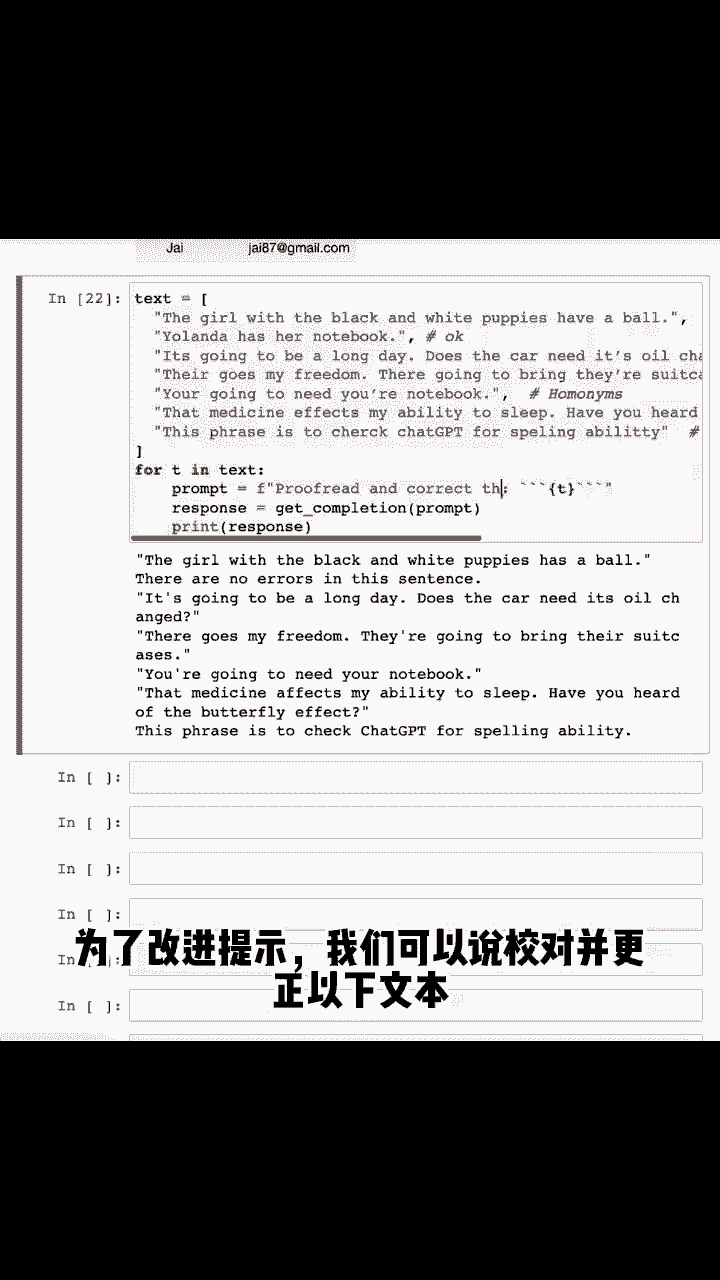 Jai jai87@gmail.com
In [22]: text = [
"The girl with the black and white puppies have a ball.",
"Yolanda has her notebook.", # ok
"Its going to be a long day. Does the car need it's oil cha
"Their goes my freedom. There going to bring they're suitca
"Your going to need you're notebook.", # Homonyms
"That medicine effects my ability to sleep. Have you heard
"This phrase is to cherck chatGPT for speling abilitty" #
]
for t in text:
prompt = f"Proofread and correct th: ```{t}```"
response = get_completion(prompt)
print(response)
"The girl with the black and white puppies has a ball."
There are no errors in this sentence.
"It's going to be a long day. Does the car need its oil ch
anged?"
"There goes my freedom. They're going to bring their suitc
ases."
"You're going to need your notebook."
"That medicine affects my ability to sleep. Have you heard
of the butterfly effect?"
This phrase is to check ChatGPT for spelling ability.
In [ ]:
In [ ]:
In [ ]:
In [ ]:
In [ ]:
In [ ]:
为了改进提示，我们可以说校对并更
正以下文本